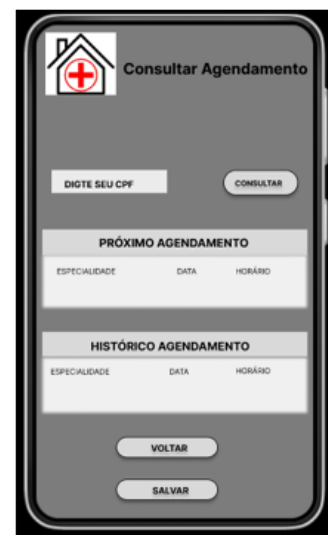 Consultar Agendamento
DIGTE SEU CPF
CONSULTAR
PRÓXIMO AGENDAMENTO
ESPECIALIDADE DATA HORÁRIO
HISTÓRICO AGENDAMENTO
ESPECIALIDADE DATA HORÁRIO
VOLTAR
SALVAR